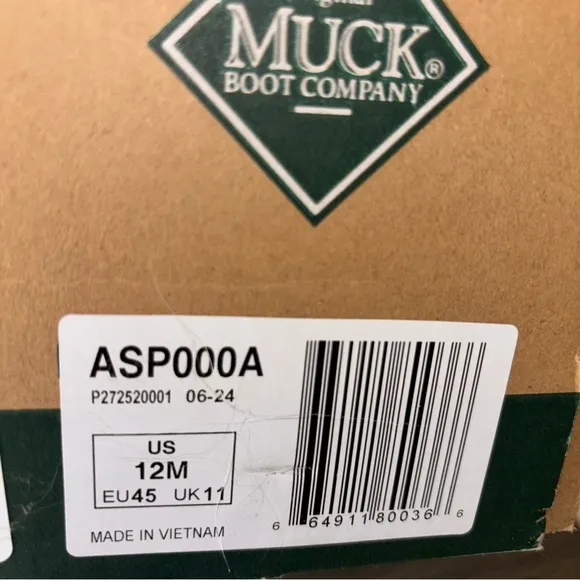 MUCK®
BOOT COMPANY
ASP000A
P272520001 06-24
US
12M
EU45 UK11
MADE IN VIETNAM
6 64911 80036 6